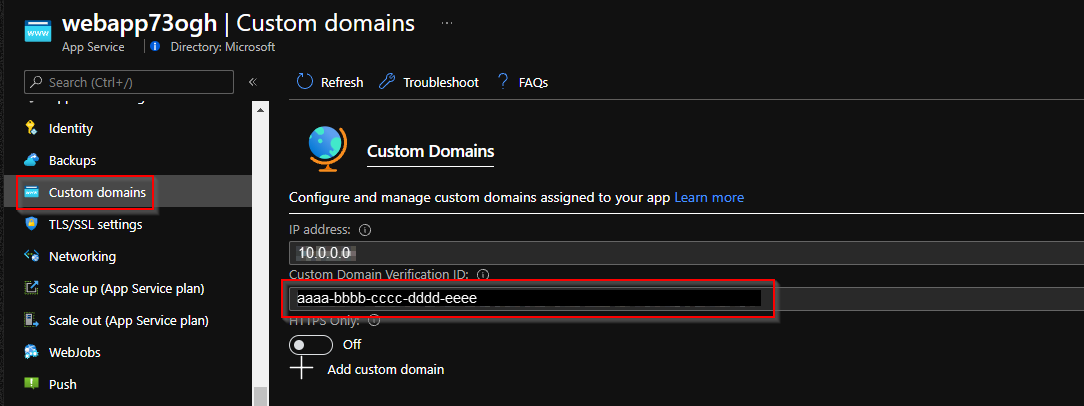 webapp73ogh | Custom domains ...
App Service
Directory: Microsoft
Search (Ctrl+/)
«
Refresh
Troubleshoot
FAQs
Identity
Backups
Custom domains
TLS/SSL settings
Networking
Scale up (App Service plan)
Scale out (App Service plan)
WebJobs
Push
www
Custom Domains
Configure and manage custom domains assigned to your app Learn more
IP address:
10.0.0.0
Custom Domain Verification ID:
aaaa-bbbb-cccc-dddd-eeee
HTTPS Only:
Off
Add custom domain